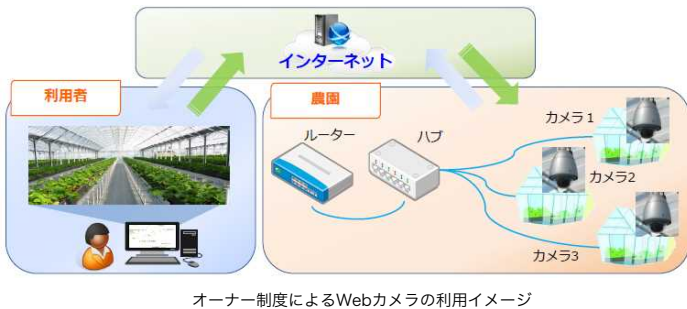 インターネット
利用者
農園
ルーター
ハブ
カメラ1
カメラ2
カメラ3
オーナー制度によるWebカメラの利用イメージ